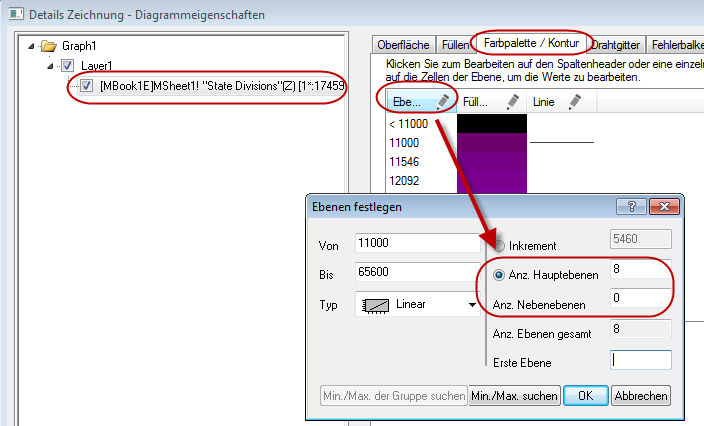 Details Zeichnung - Diagrammeigenschaften
Graph1
Layer1
[MBook1E]MSheet1! "State Divisions"(Z) [1*:17459
Oberfläche Füllen Farbpalette / Kontur Drahtgitter Fehlerbalke
Klicken Sie zum Bearbeiten auf den Spaltenheader oder eine einzeln
auf die Zellen der Ebene, um die Werte zu bearbeiten.
Ebe... Füll... Linie
< 11000
11000
11546
12092
Ebenen festlegen
Von 11000
Inkrement 5460
Bis 65600
Anz. Hauptebenen 8
Typ Linear
Anz. Nebenebenen 0
Anz. Ebenen gesamt 8
Erste Ebene
Min./Max. der Gruppe suchen Min./Max. suchen OK Abbrechen